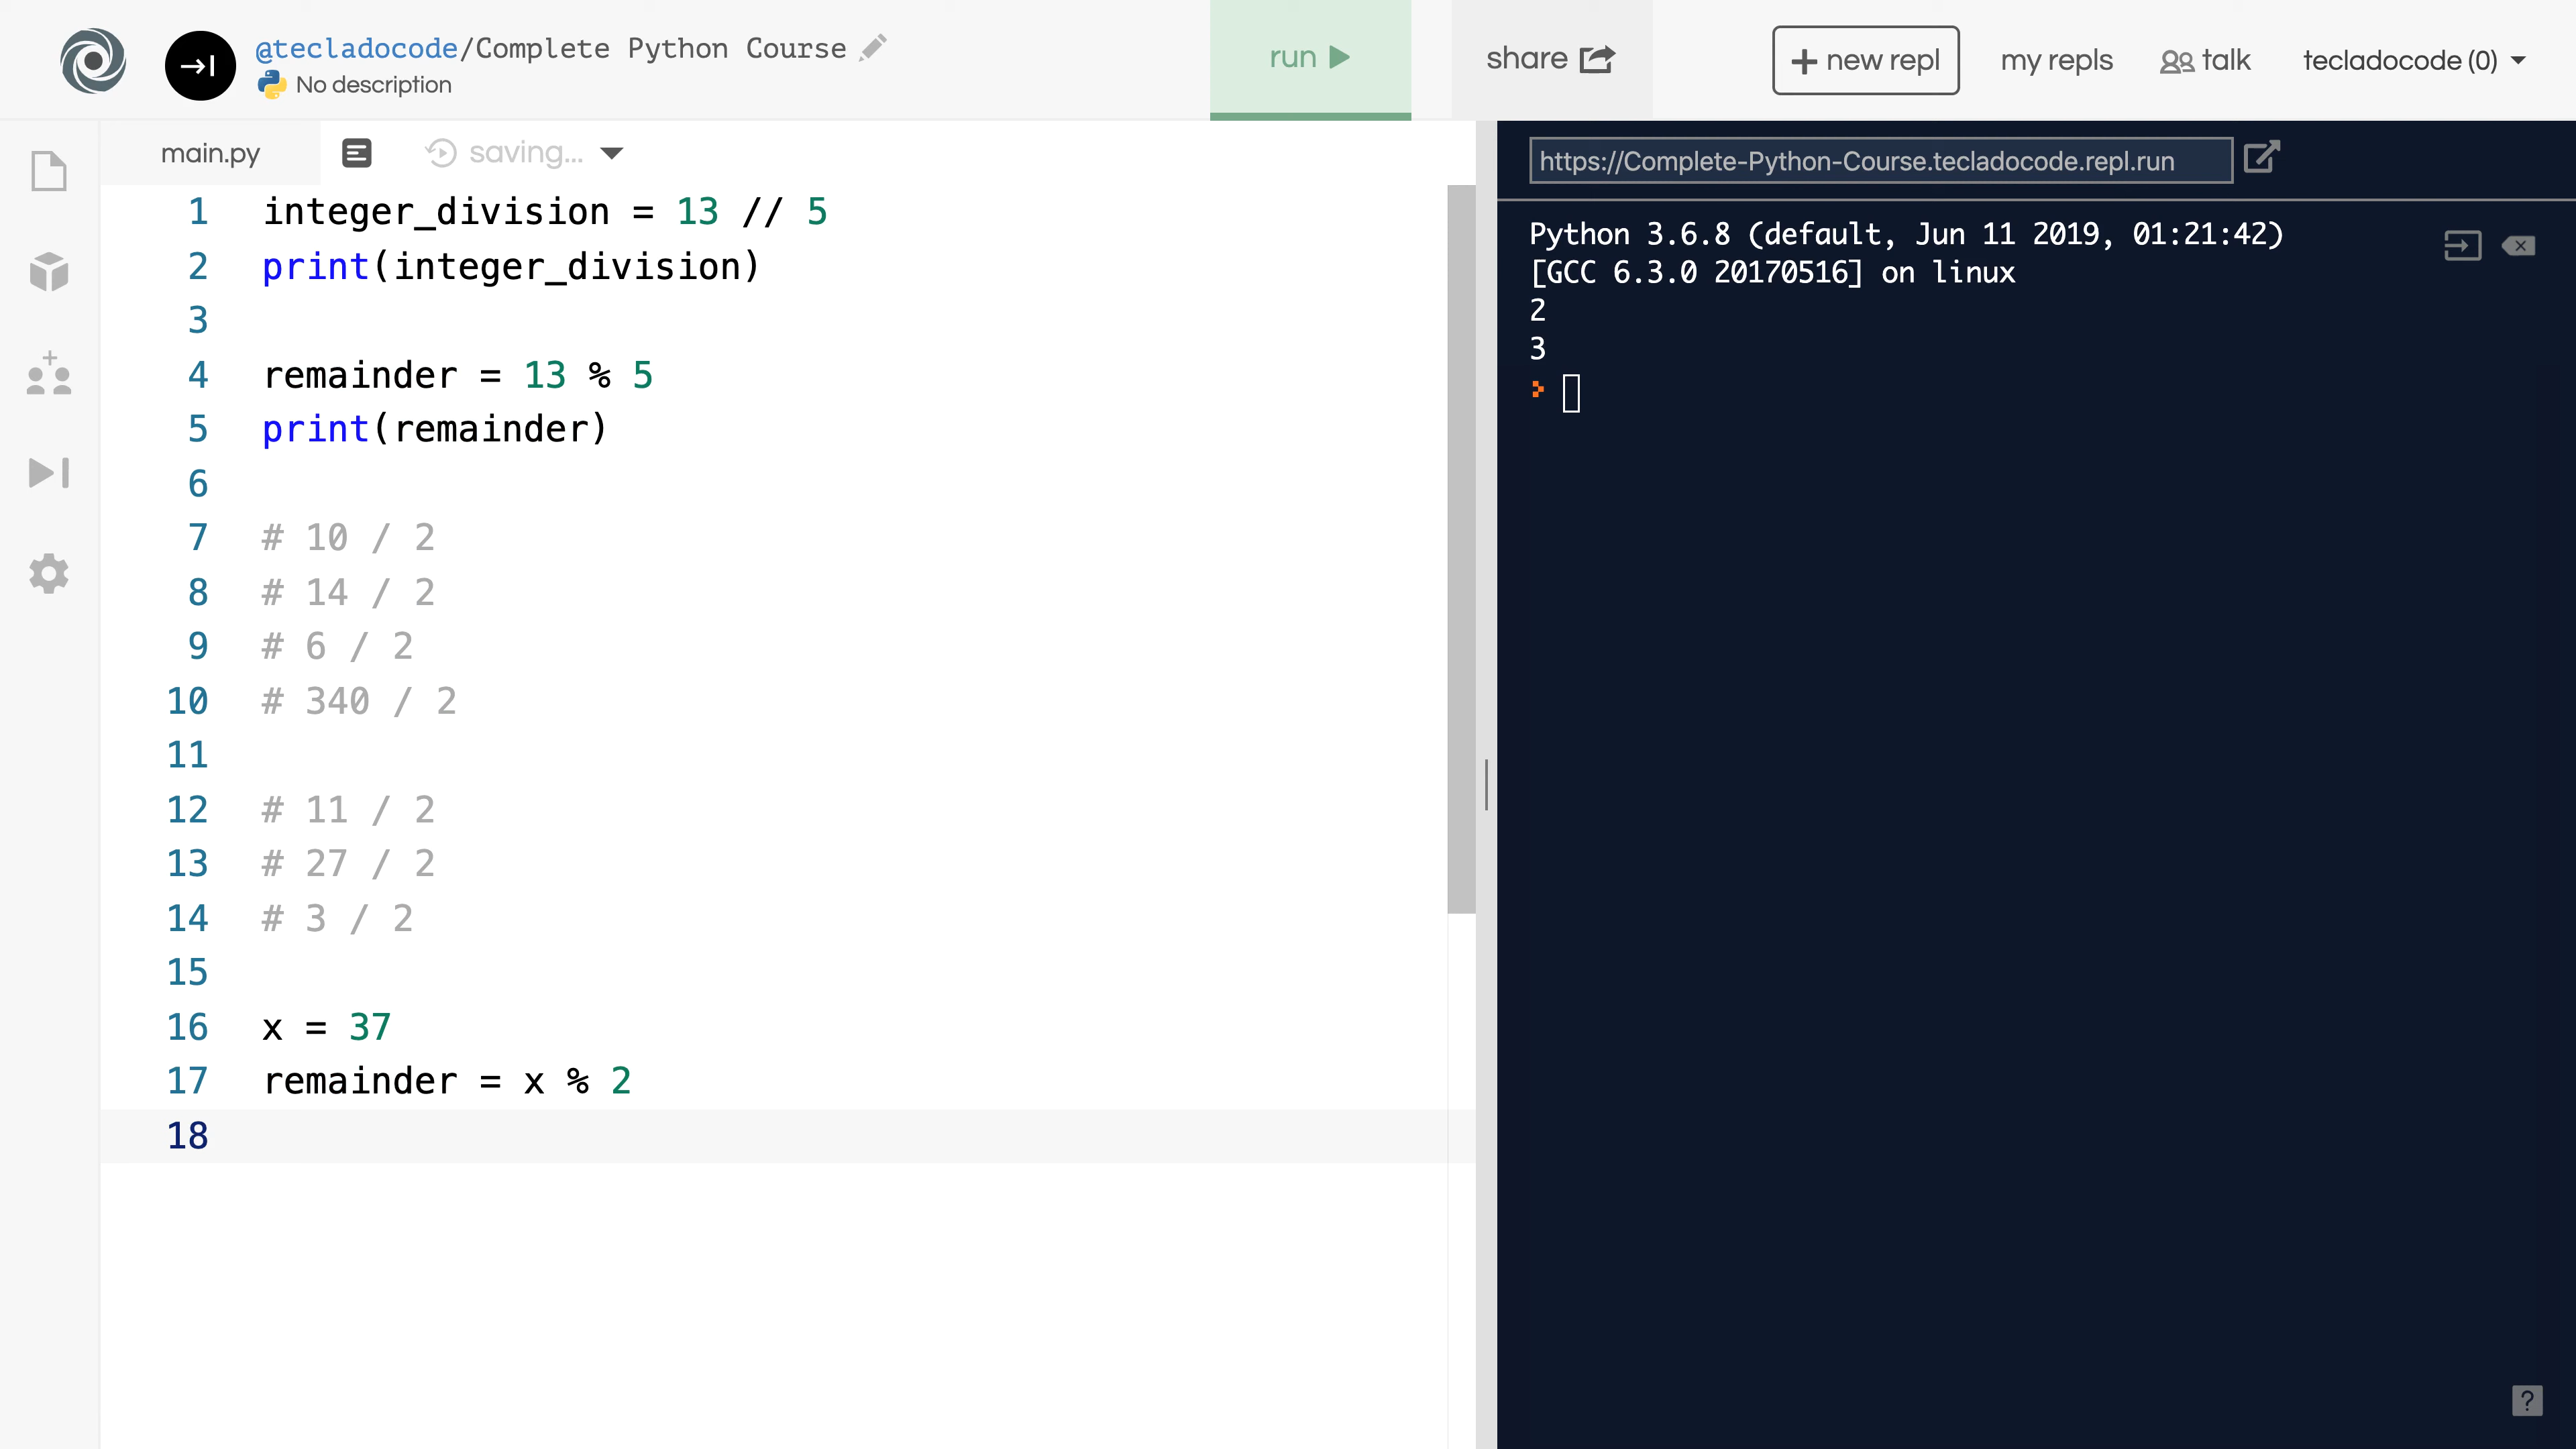 @tecladocode/Complete Python Course
No description
run
share
+ new repl
my repls
talk
tecladocode (0)
main.py
saving...
1 integer_division = 13 // 5
2 print(integer_division)
3
4 remainder = 13 % 5
5 print(remainder)
6
7 # 10 / 2
8 # 14 / 2
9 # 6 / 2
10 # 340 / 2
11
12 # 11 / 2
13 # 27 / 2
14 # 3 / 2
15
16 x = 37
17 remainder = x % 2
18
https://Complete-Python-Course.tecladocode.repl.run
Python 3.6.8 (default, Jun 11 2019, 01:21:42)
[GCC 6.3.0 20170516] on linux
2
3
?